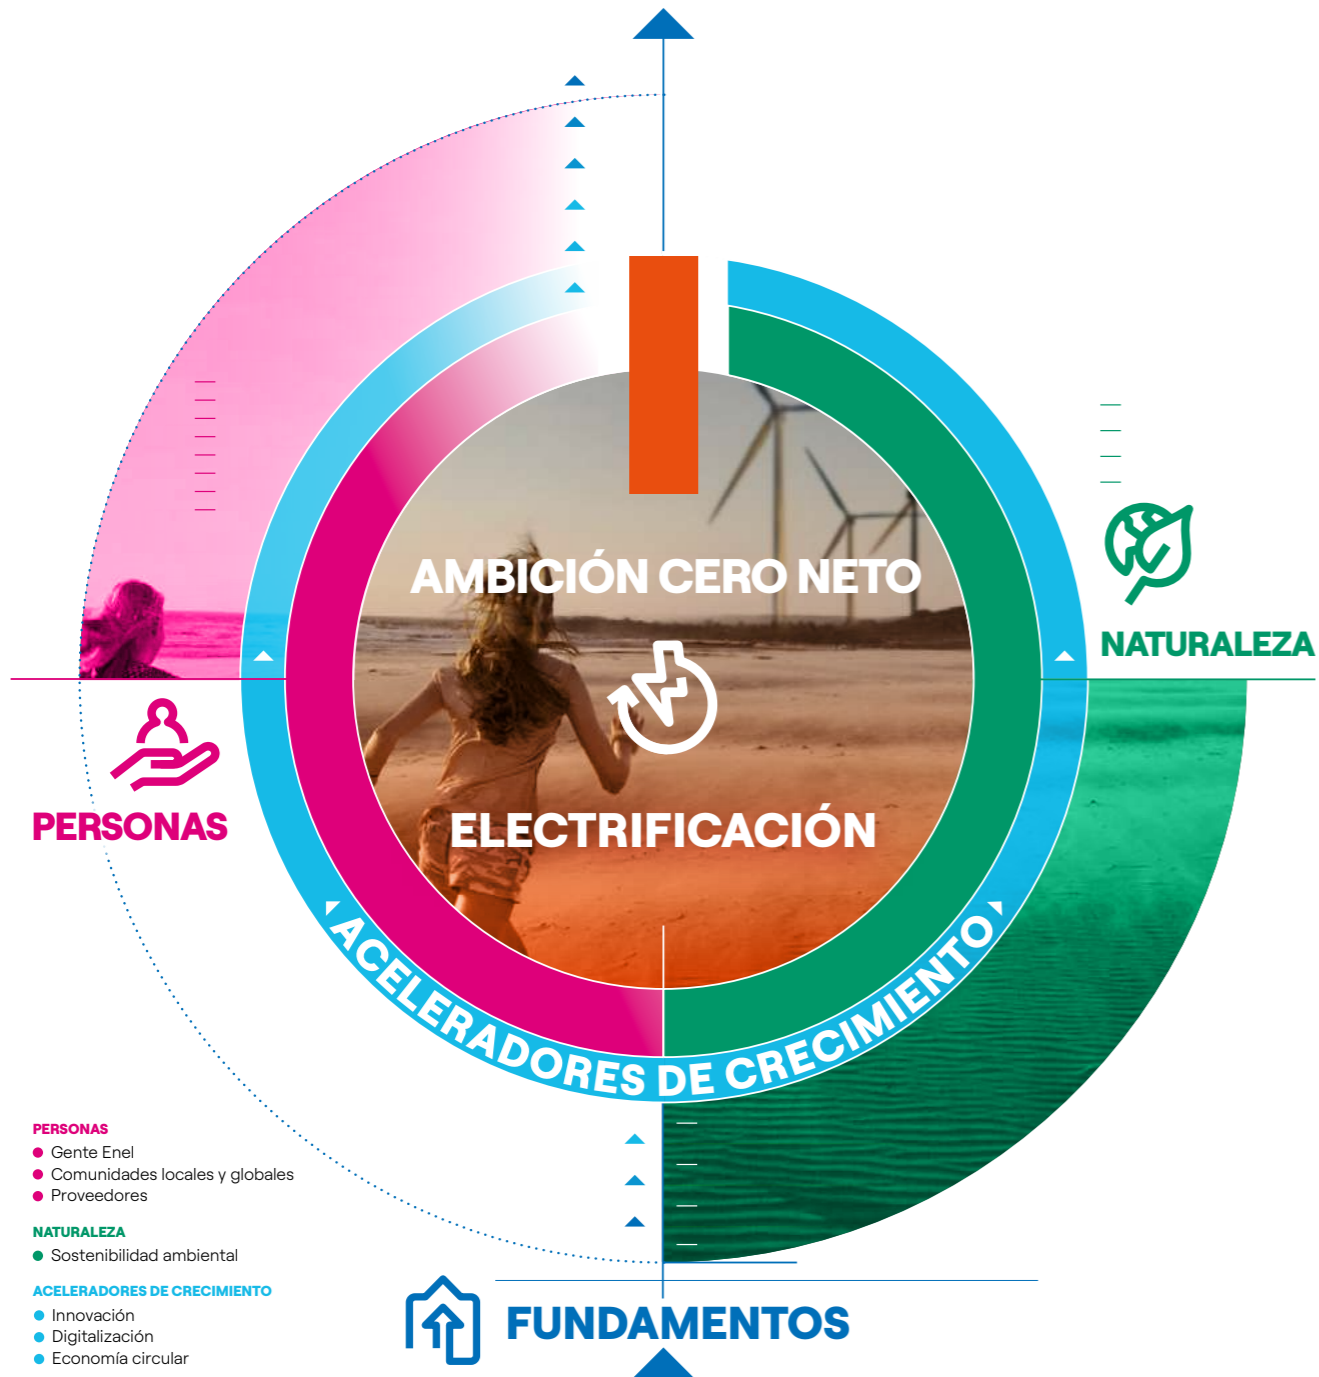 AMBICIÓN CERO NETO
NATURALEZA
PERSONAS
ELECTRIFICACIÓN
ACELERADORES DE CRECIMIENTO
PERSONAS
Gente Enel
Comunidades locales y globales
Proveedores
NATURALEZA
Sostenibilidad ambiental
ACELERADORES DE CRECIMIENTO
Innovación
Digitalización
Economía circular
FUNDAMENTOS